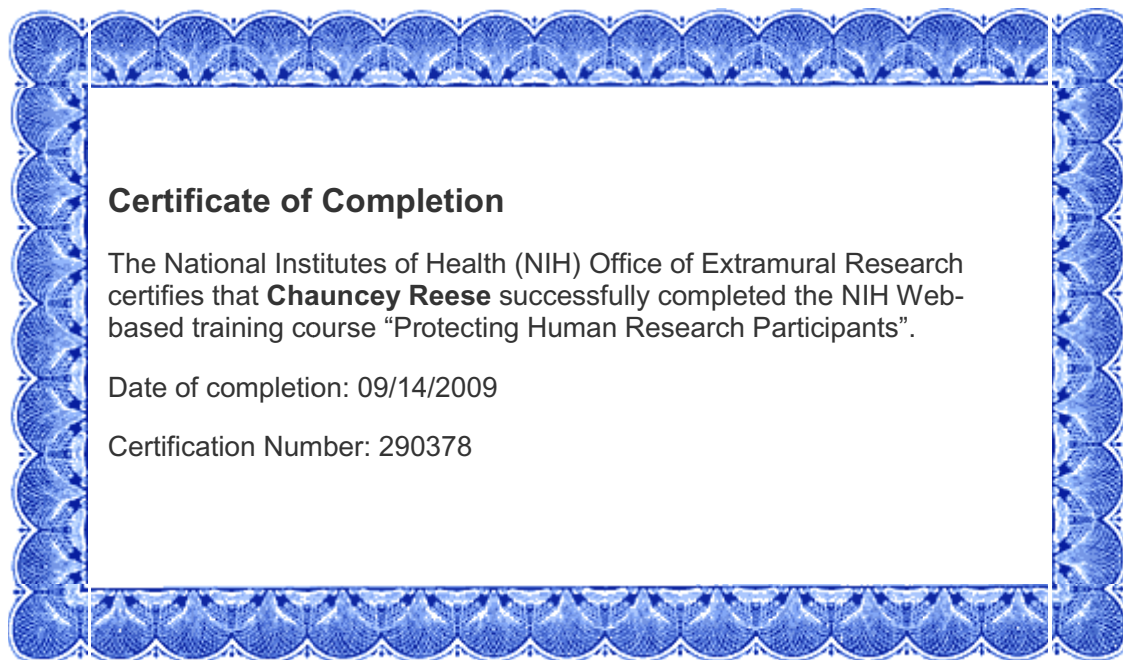 Certificate of Completion
The National Institutes of Health (NIH) Office of Extramural Research
certifies that Chauncey Reese successfully completed the NIH Web-
based training course “Protecting Human Research Participants”.
Date of completion: 09/14/2009
Certification Number: 290378